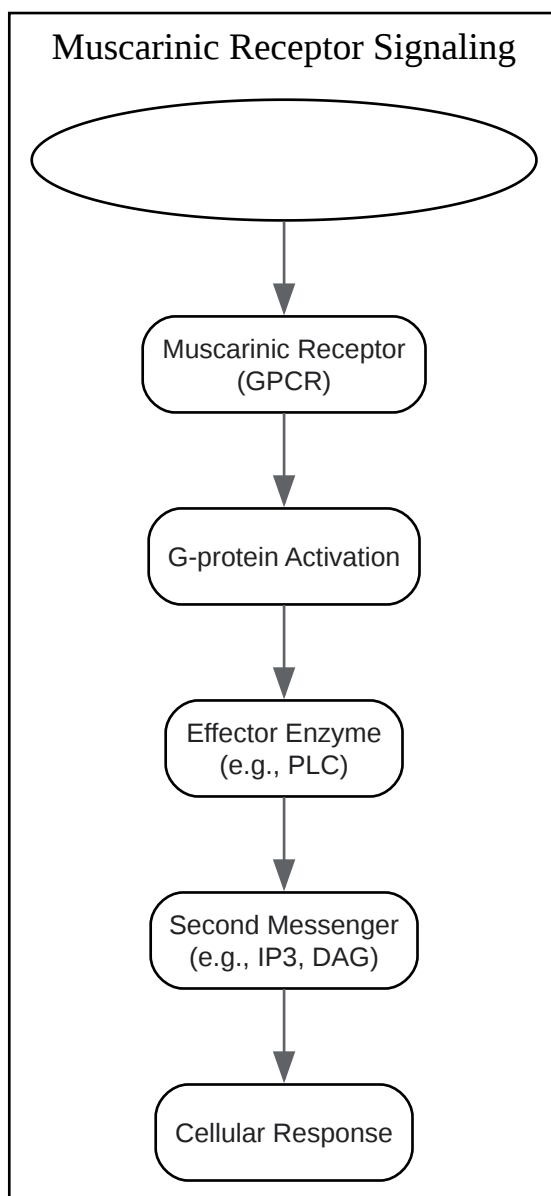 Muscarinic Receptor Signaling
Muscarinic Receptor
(GPCR)
G-protein Activation
Effector Enzyme
(e.g., PLC)
Second Messenger
(e.g., IP3, DAG)
Cellular Response